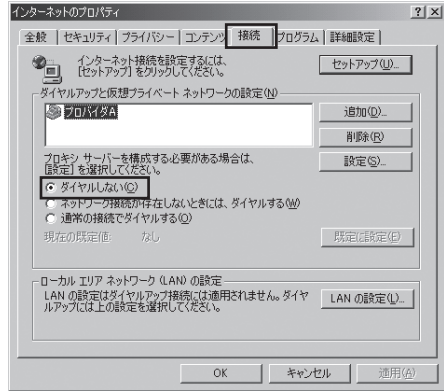 インターネットのプロパティ
全般
セキュリティ
プライバシー
コンテンツ
接続
プログラム
詳細設定
インターネット接続を設定するには、
[セットアップ] をクリックしてください。
セットアップ(U)...
ダイヤルアップと仮想プライベート ネットワークの設定(N)
プロバイダA
追加(D)...
削除(R)
プロキシ サーバーを構成する必要がある場合は、
[設定] を選択してください。
設定(S)...
ダイヤルしない(C)
ネットワーク接続が存在しないときには、ダイヤルする(W)
通常の接続でダイヤルする(O)
現在の既定値:
なし
既定に設定(E)
ローカル エリア ネットワーク (LAN) の設定
LAN の設定はダイヤルアップ接続には適用されません。ダイヤ
ルアップには上の設定を選択してください。
LAN の設定(L)...
OK
キャンセル
適用(A)